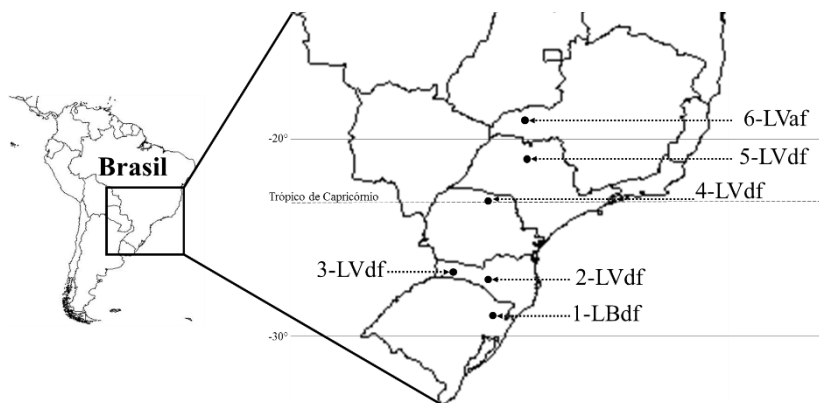 6-LVaf
-20°
5-LVdf
Brasil
4-LVdf
Trópico de Capricórnio
3-LVdf
2-LVdf
1-LBdf
-30°